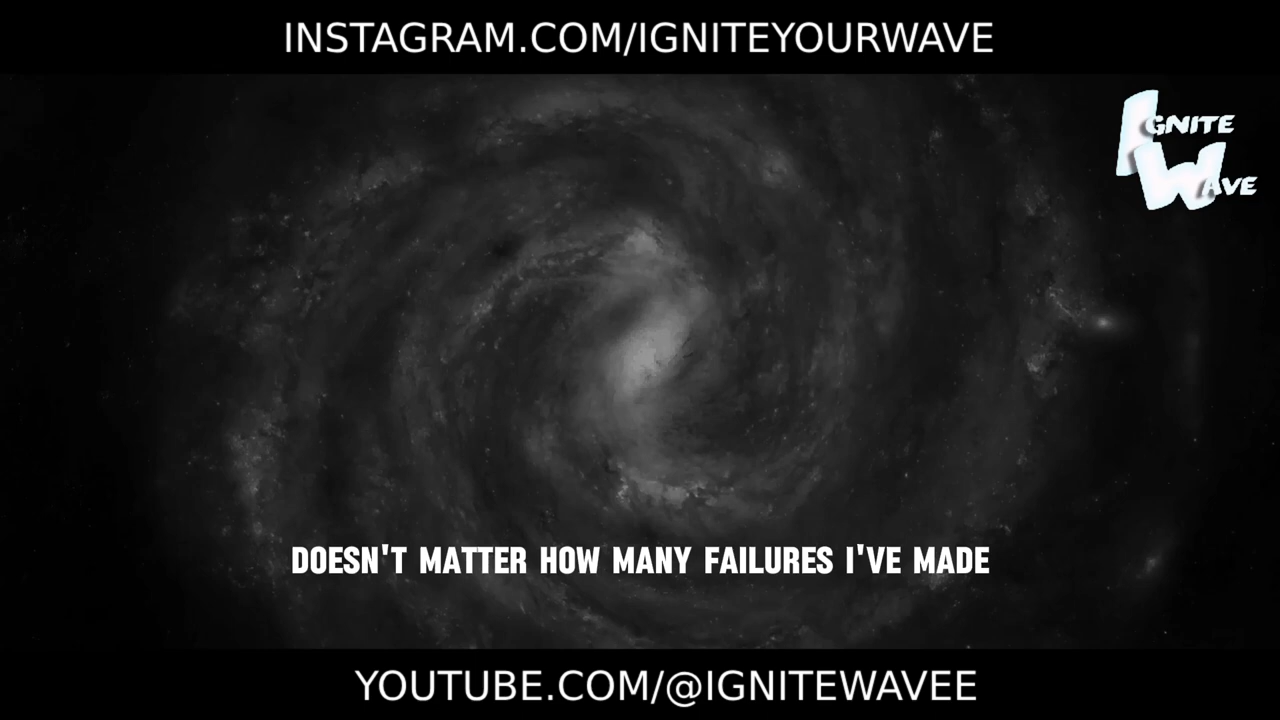 INSTAGRAM.COM/IGNITEYOURWAVE
IGNITE
WAVE
DOESN'T MATTER HOW MANY FAILURES I'VE MADE
YOUTUBE.COM/@IGNITEWAVEE